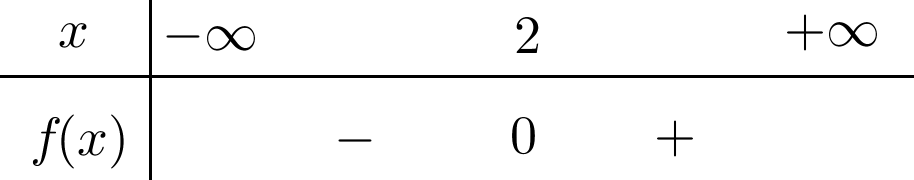 x −∞ 2 +∞
f(x) − 0 +